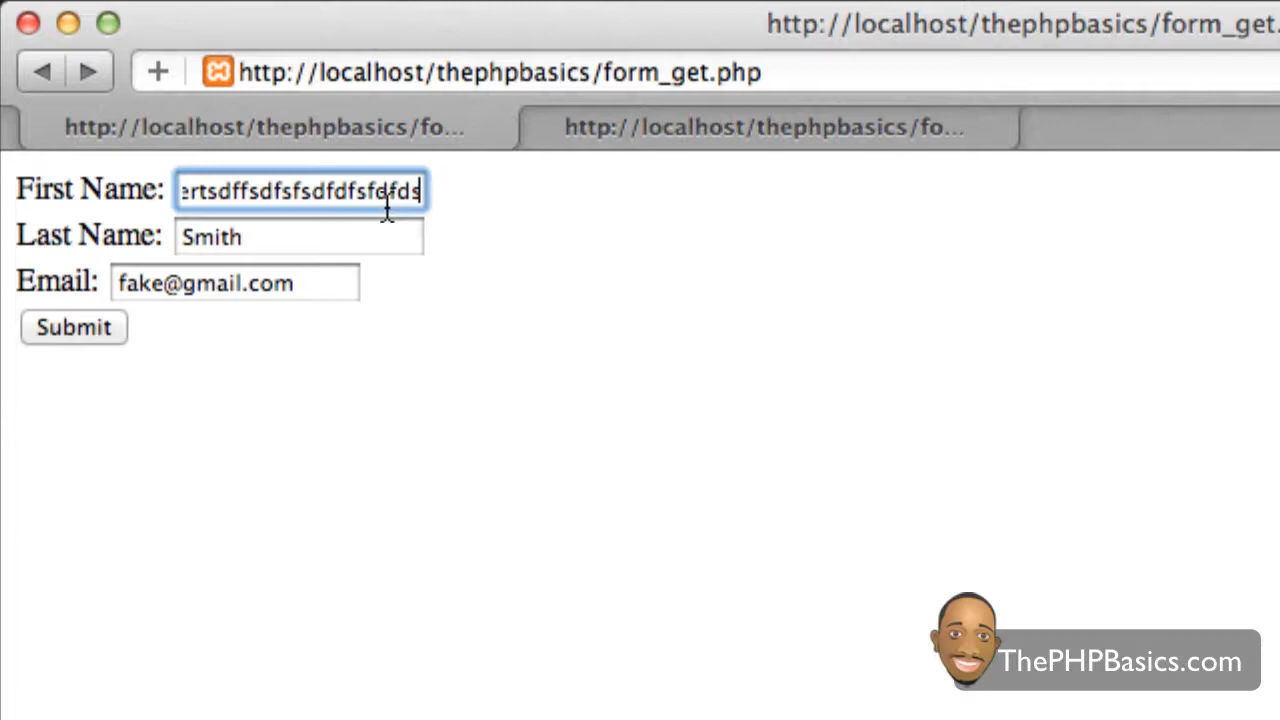 http://localhost/thephpbasics/form_get.
http://localhost/thephpbasics/form_get.php
http://localhost/thephpbasics/fo...
http://localhost/thephpbasics/fo...
First Name: ertsdffsdfsfsdfdfsfdfds
Last Name: Smith
Email: fake@gmail.com
Submit
ThePHPBasics.com